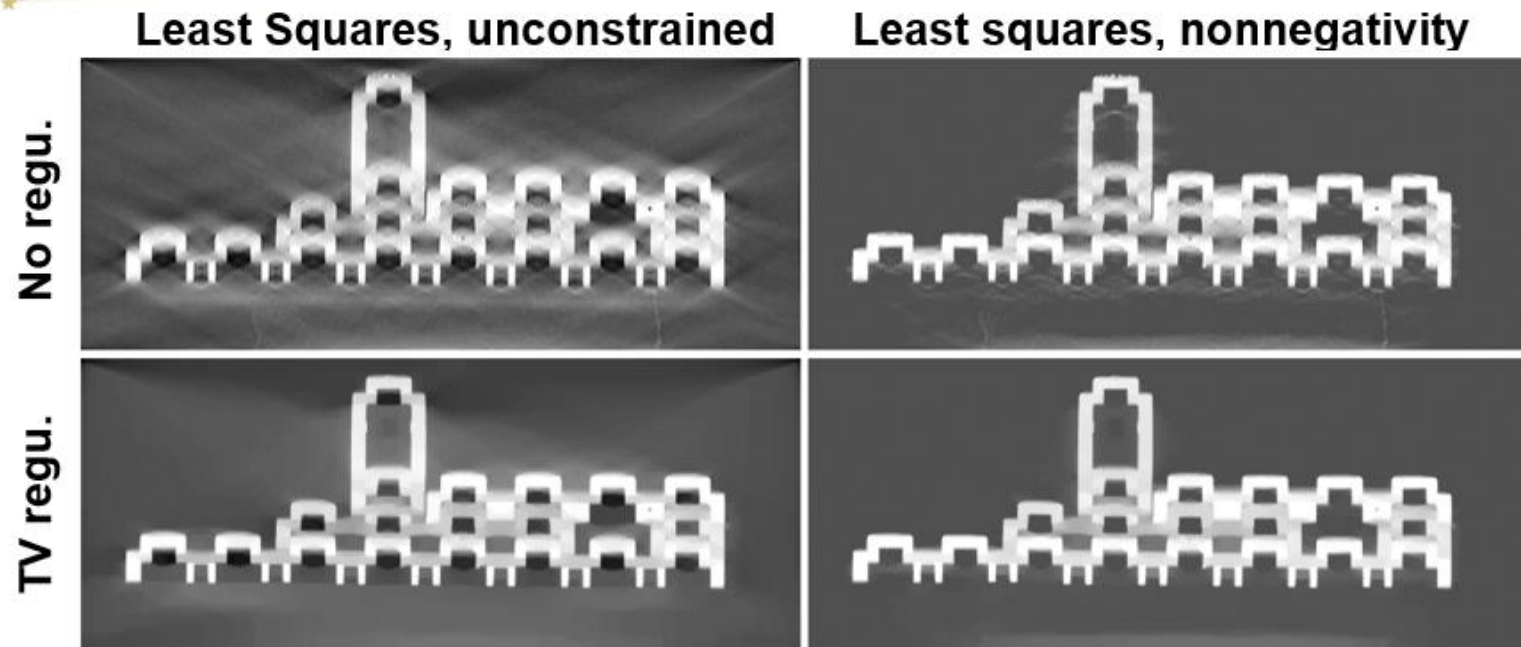 Least Squares, unconstrained
Least squares, nonnegativity
No regu.
TV regu.